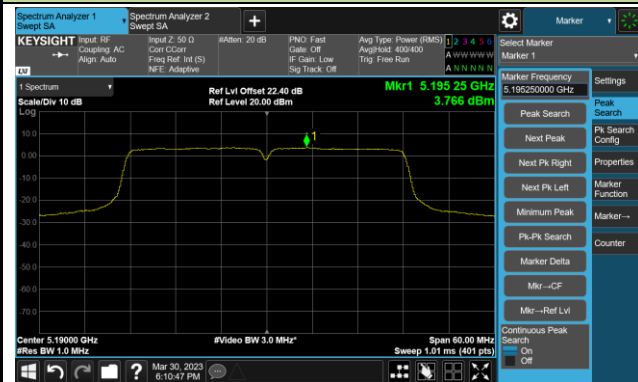 Spectrum Analyzer 1
Swept SA
Spectrum Analyzer 2
Swept SA
+
Marker
KEYSIGHT
Input: RF
Coupling: AC
Align: Auto
Input Z: 50 Ω
Corr CCorr
Freq Ref: Int (S)
NFE: Adaptive
#Atten: 20 dB
PNO: Fast
Gate: Off
IF Gain: Low
Sig Track: Off
Avg Type: Power (RMS)
Avg|Hold: 400/400
Trig: Free Run
1 2 3 4 5 6
A W W W W W
A N N N N N
LXI
Select Marker
Marker 1
1 Spectrum
Scale/Div 10 dB
Log
Ref Lvl Offset 22.40 dB
Ref Level 20.00 dBm
Mkr1 5.195 25 GHz
3.766 dBm
1
10.0
0.00
-10.0
-20.0
-30.0
-40.0
-50.0
-60.0
-70.0
Center 5.19000 GHz
#Res BW 1.0 MHz
#Video BW 3.0 MHz*
Span 60.00 MHz
Sweep 1.01 ms (401 pts)
Marker Frequency
5.195250000 GHz
Peak Search
Next Peak
Next Pk Right
Next Pk Left
Minimum Peak
Pk-Pk Search
Marker Delta
Mkr→CF
Mkr→Ref Lvl
Continuous Peak
Search
On
Off
Settings
Peak
Search
Pk Search
Config
Properties
Marker
Function
Marker→
Counter
?
Mar 30, 2023
6:10:47 PM